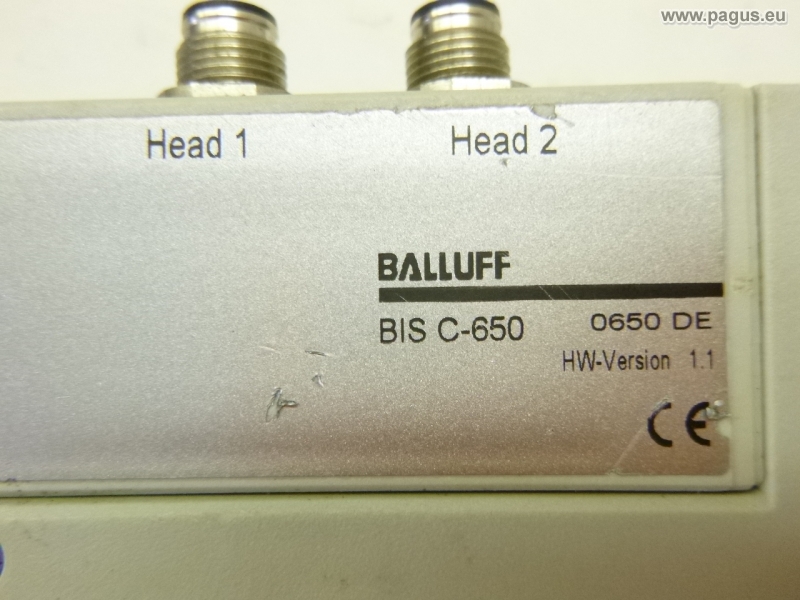 www.pagus.eu
Head 1 Head 2
BALLUFF
BIS C-650 0650 DE
HW-Version 1.1
CE